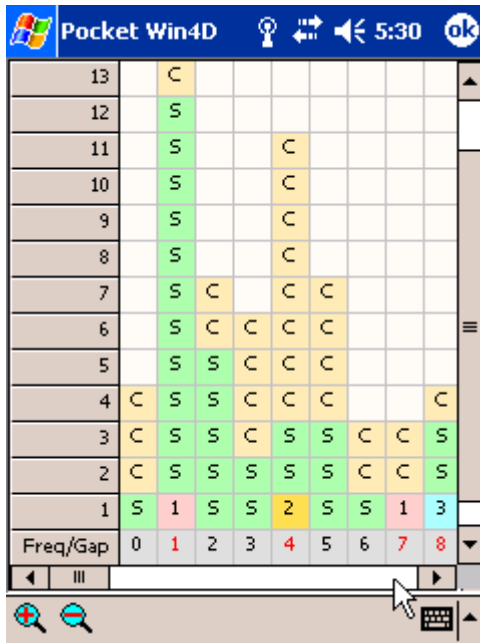 Pocket Win4D 5:30 ok
13 C
12 S
11 S C
10 S C
9 S C
8 S C
7 S C C C
6 S C C C C
5 S S C C C
4 C S S C C C C
3 C S S C S S C C S
2 C S S S S S C C S
1 S 1 S S 2 S S 1 3
Freq/Gap 0 1 2 3 4 5 6 7 8